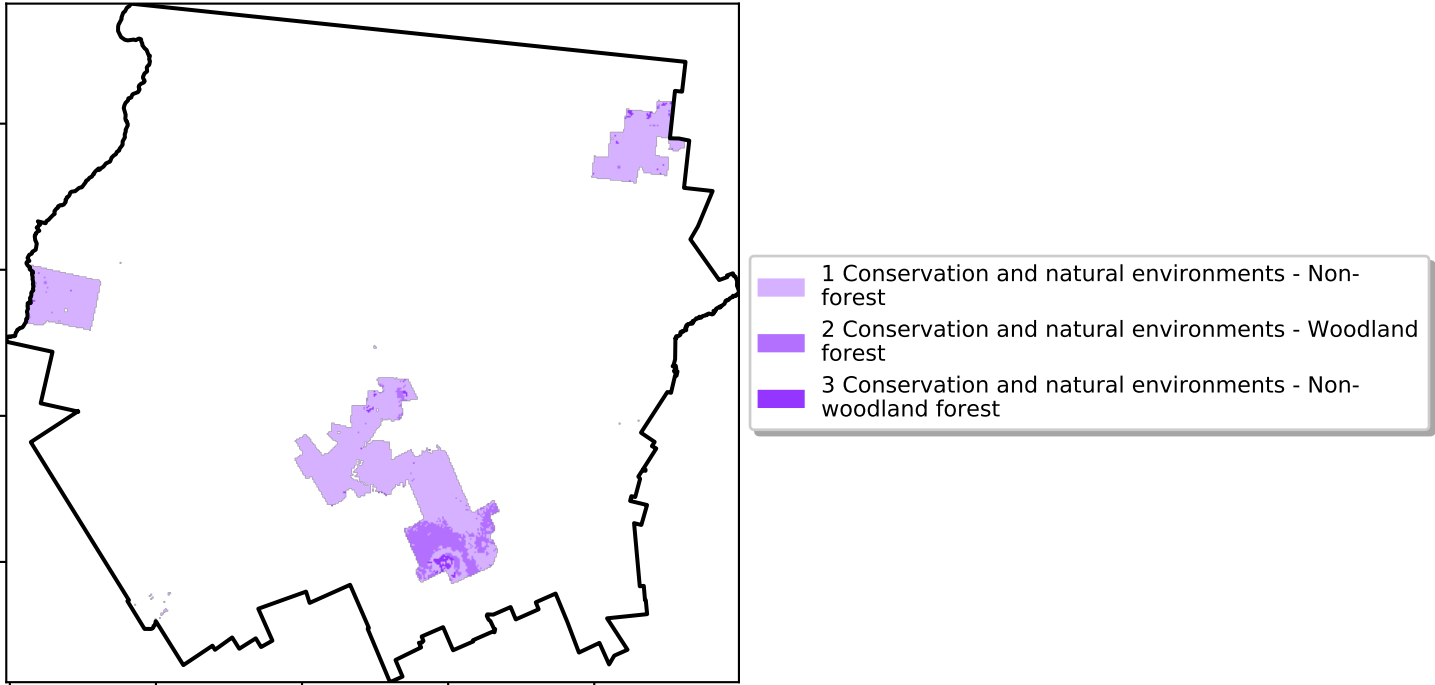 1 Conservation and natural environments - Non-
forest
2 Conservation and natural environments - Woodland
forest
3 Conservation and natural environments - Non-
woodland forest